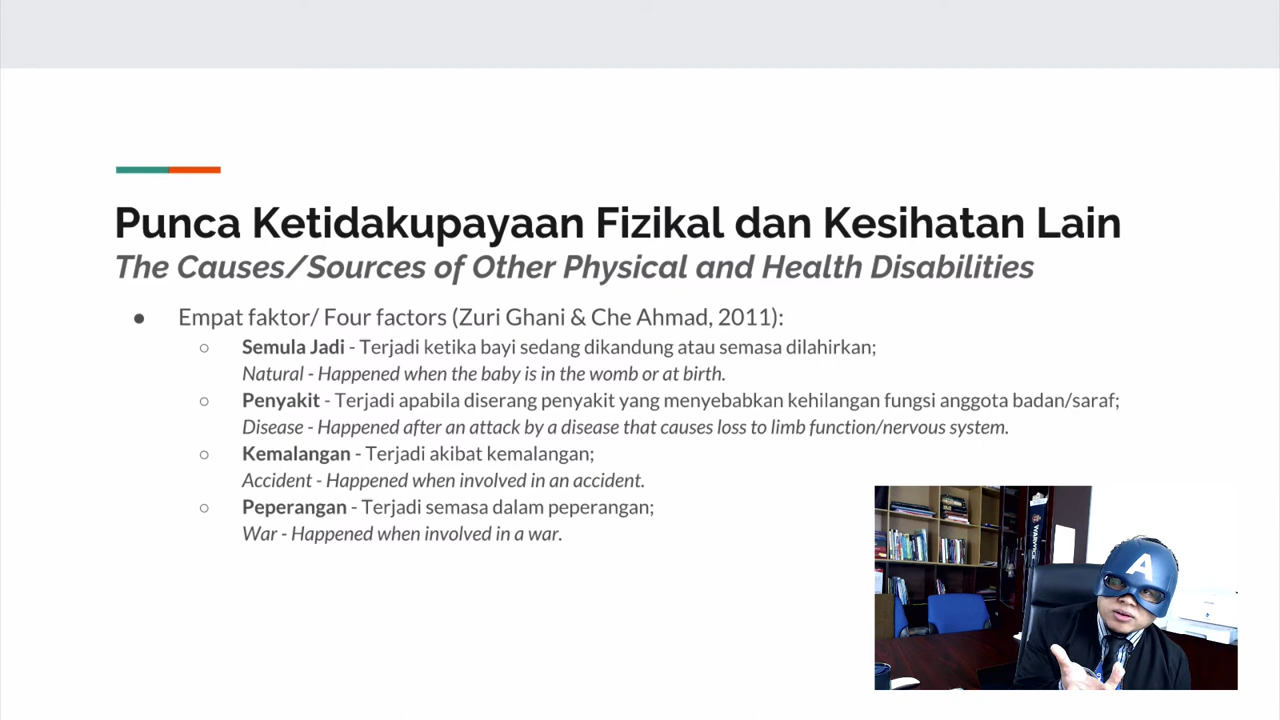 Punca Ketidakupayaan Fizikal dan Kesihatan Lain
The Causes/Sources of Other Physical and Health Disabilities
● Empat faktor/ Four factors (Zuri Ghani & Che Ahmad, 2011):
○ Semula Jadi - Terjadi ketika bayi sedang dikandung atau semasa dilahirkan;
Natural - Happened when the baby is in the womb or at birth.
○ Penyakit - Terjadi apabila diserang penyakit yang menyebabkan kehilangan fungsi anggota badan/saraf;
Disease - Happened after an attack by a disease that causes loss to limb function/nervous system.
○ Kemalangan - Terjadi akibat kemalangan;
Accident - Happened when involved in an accident.
○ Peperangan - Terjadi semasa dalam peperangan;
War - Happened when involved in a war.
WARWICK
A